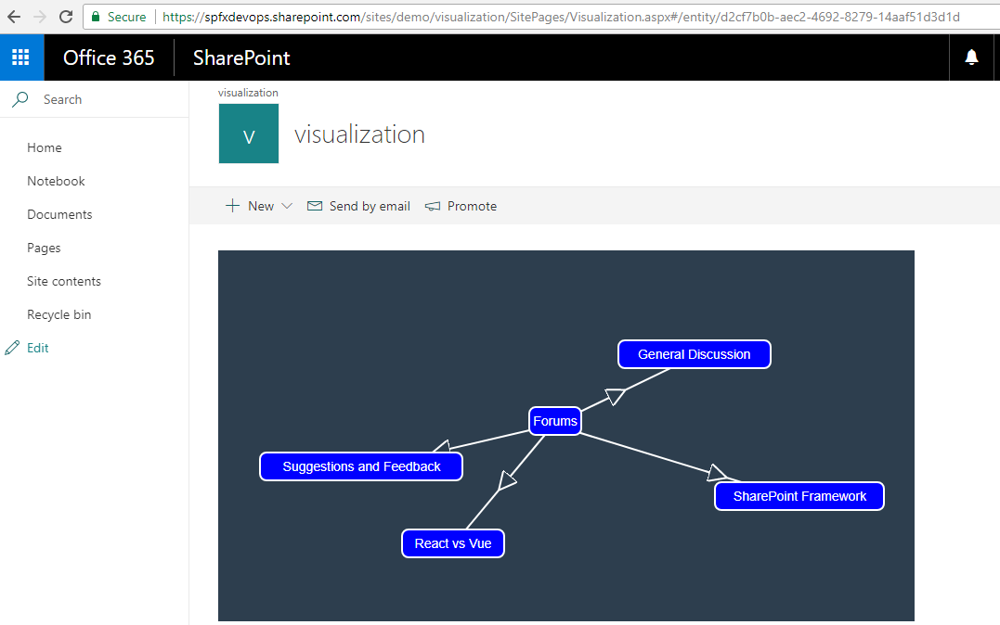 Secure https://spfxdevops.sharepoint.com/sites/demo/visualization/SitePages/Visualization.aspx#/entity/d2cf7b0b-aec2-4692-8279-14aaf51d3d1d
Office 365 SharePoint
Search
Home
Notebook
Documents
Pages
Site contents
Recycle bin
Edit
visualization
V
visualization
New Send by email Promote
General Discussion
Forums
Suggestions and Feedback
SharePoint Framework
React vs Vue